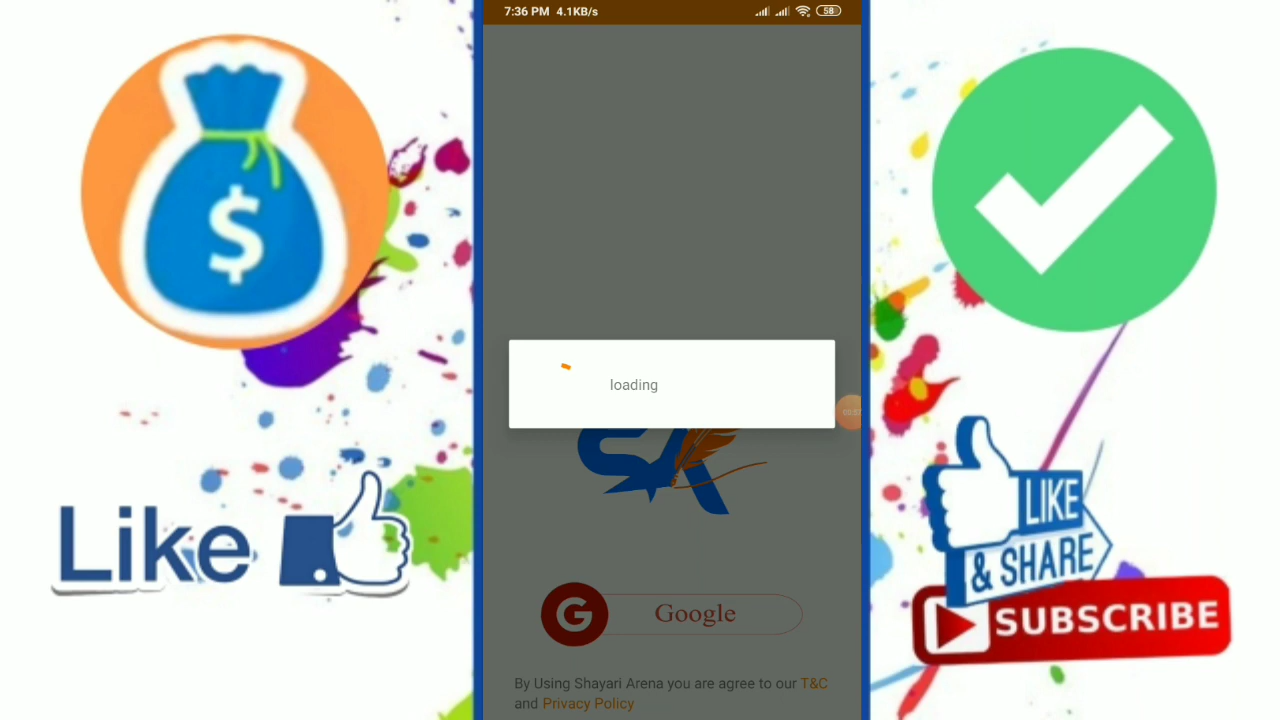 7:36 PM 4.1KB/s
58
$
loading
SA
Like
G Google
LIKE
& SHARE
SUBSCRIBE
By Using Shayari Arena you are agree to our T&C
and Privacy Policy